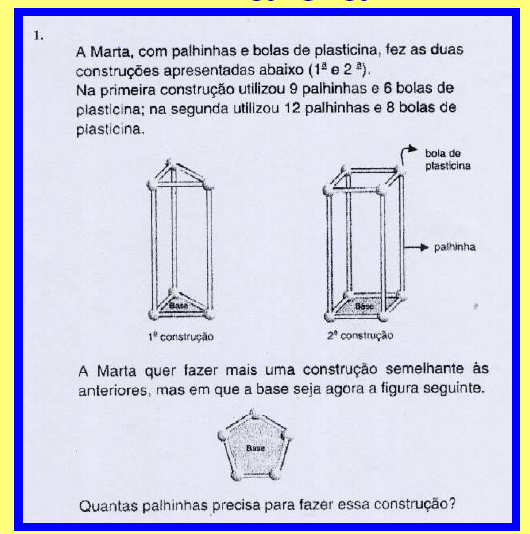 1.
A Marta, com palhinhas e bolas de plasticina, fez as duas
construções apresentadas abaixo (1ª e 2 ª).
Na primeira construção utilizou 9 palhinhas e 6 bolas de
plasticina; na segunda utilizou 12 palhinhas e 8 bolas de
plasticina.
bola de
plasticina
palhinha
Base
Base
1ª construção
2ª construção
A Marta quer fazer mais uma construção semelhante às
anteriores, mas em que a base seja agora a figura seguinte.
Base
Quantas palhinhas precisa para fazer essa construção?